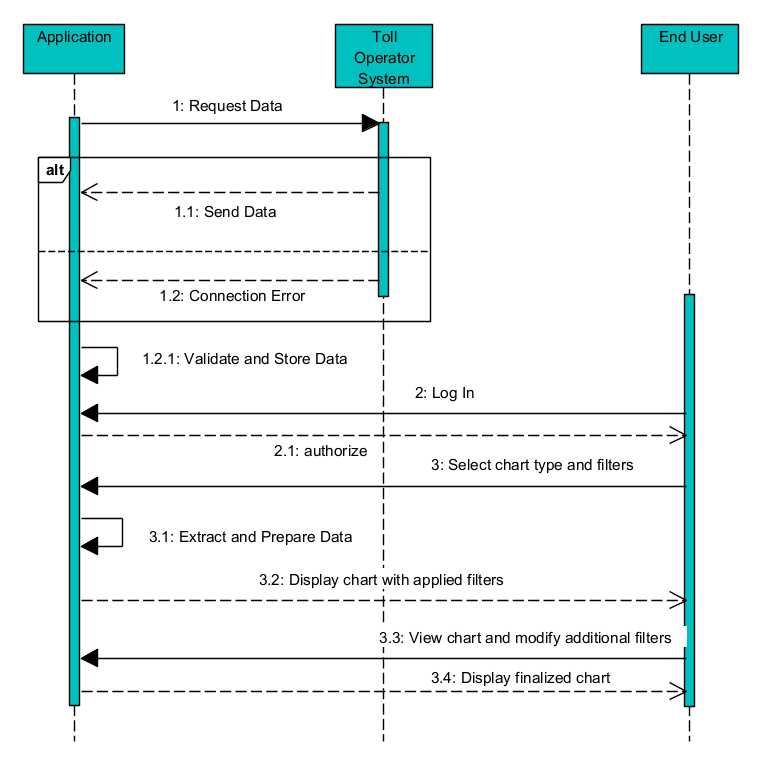 Application
Toll
Operator
System
End User
1: Request Data
alt
1.1: Send Data
1.2: Connection Error
1.2.1: Validate and Store Data
2: Log In
2.1: authorize
3: Select chart type and filters
3.1: Extract and Prepare Data
3.2: Display chart with applied filters
3.3: View chart and modify additional filters
3.4: Display finalized chart